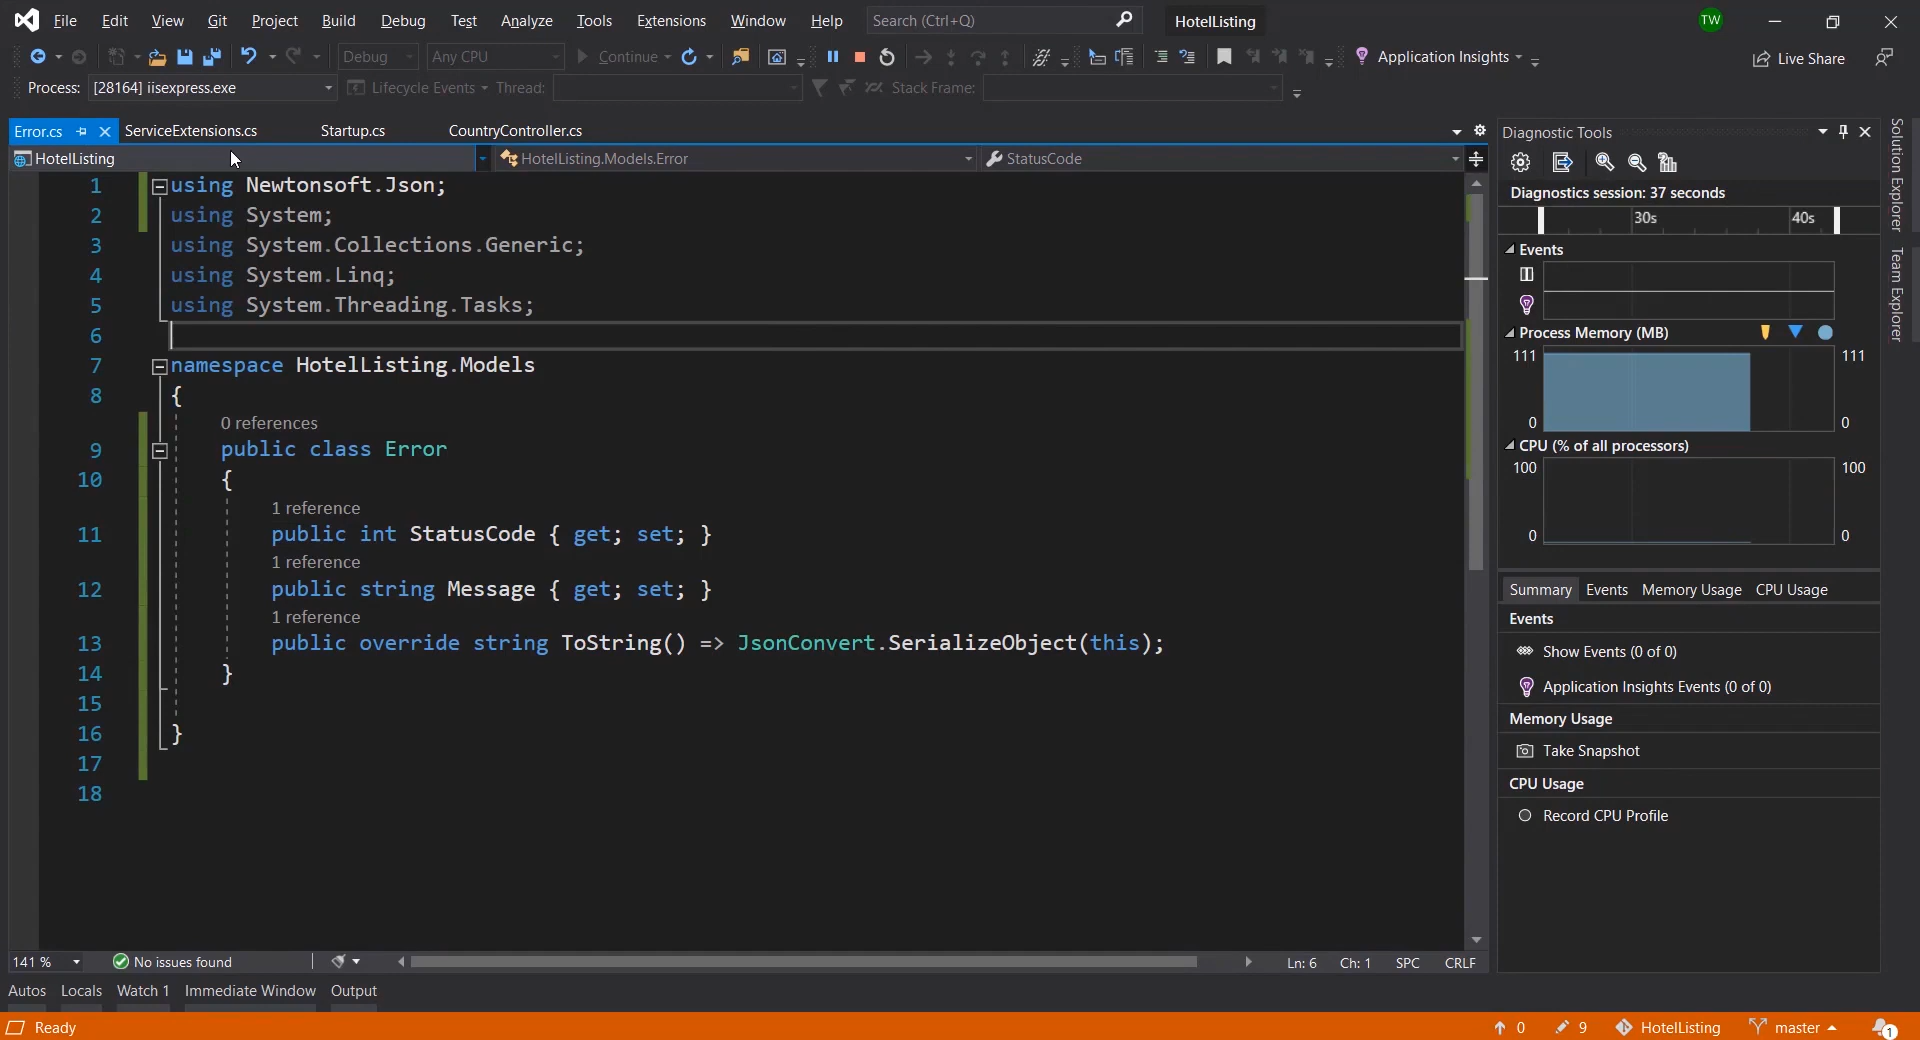 File Edit View Git Project Build Debug Test Analyze Tools Extensions Window Help Search (Ctrl+Q) HotelListing TW
Debug Any CPU Continue Application Insights Live Share
Process: [28164] iisexpress.exe Lifecycle Events Thread: Stack Frame:
Error.cs ServiceExtensions.cs Startup.cs CountryController.cs
HotelListing HotelListing.Models.Error StatusCode
1 using Newtonsoft.Json;
2 using System;
3 using System.Collections.Generic;
4 using System.Linq;
5 using System.Threading.Tasks;
6
7 namespace HotelListing.Models
8 {
0 references
9 public class Error
10 {
1 reference
11 public int StatusCode { get; set; }
1 reference
12 public string Message { get; set; }
1 reference
13 public override string ToString() => JsonConvert.SerializeObject(this);
14 }
15
16 }
17
18
141 % No issues found Ln: 6 Ch: 1 SPC CRLF
Diagnostic Tools
Diagnostics session: 37 seconds
30s 40s
Events
Process Memory (MB)
111 111
0 0
CPU (% of all processors)
100 100
0 0
Summary Events Memory Usage CPU Usage
Events
Show Events (0 of 0)
Application Insights Events (0 of 0)
Memory Usage
Take Snapshot
CPU Usage
Record CPU Profile
Solution Explorer
Team Explorer
Autos Locals Watch 1 Immediate Window Output
Ready 0 9 HotelListing master 1